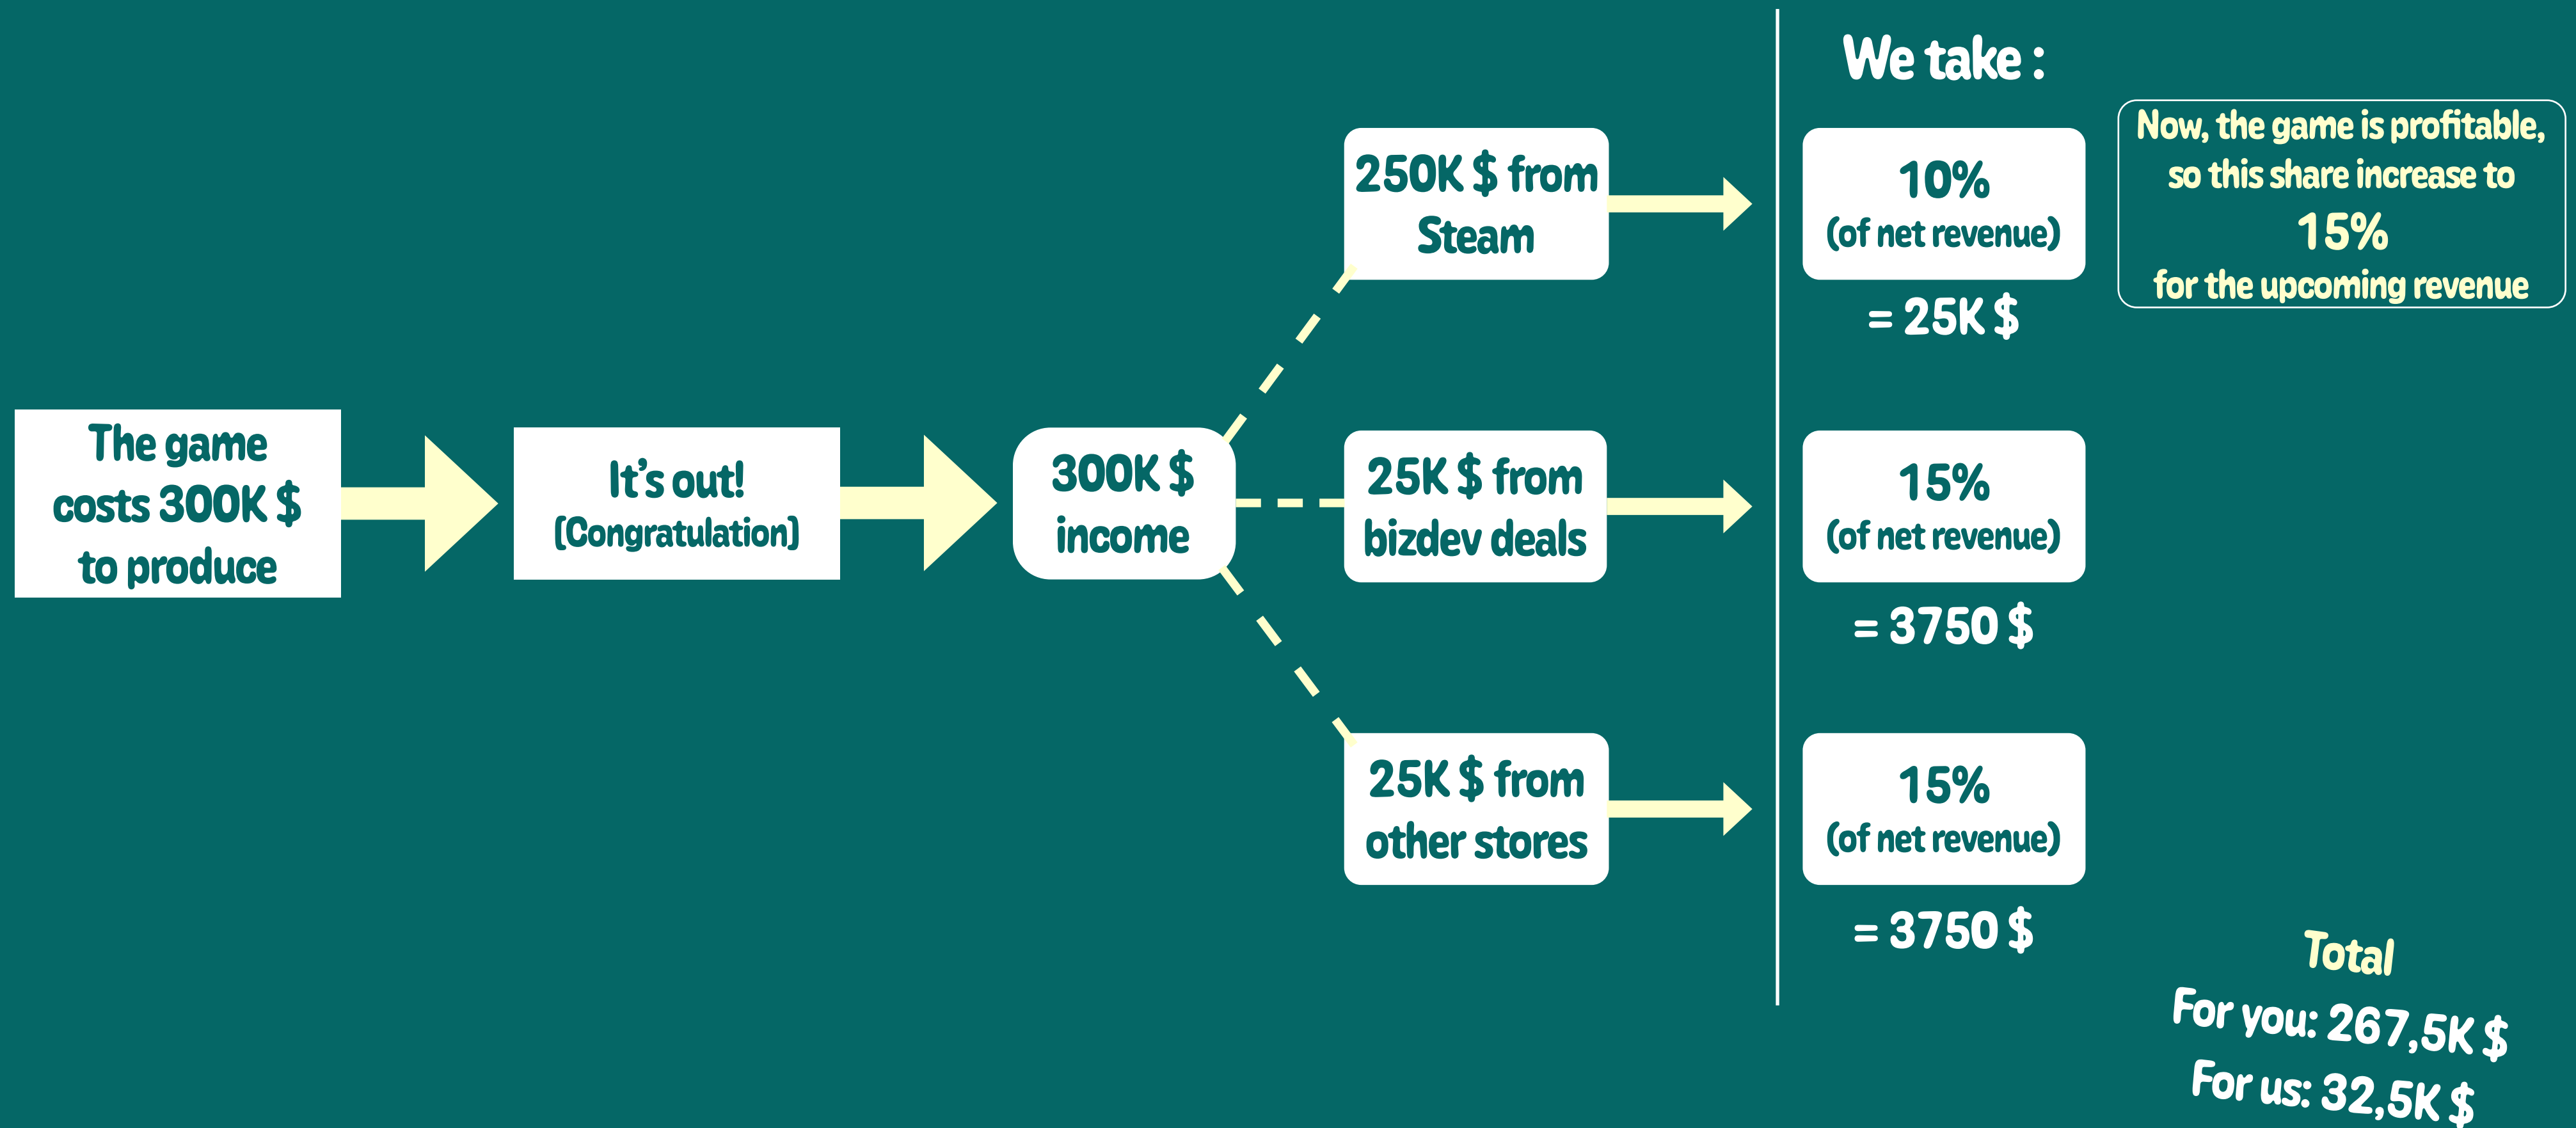 The game
costs 300K $
to produce
It's out!
(Congratulation)
300K $
income
250K $ from
Steam
25K $ from
bizdev deals
25K $ from
other stores
We take :
10%
(of net revenue)
= 25K $
15%
(of net revenue)
= 3750 $
15%
(of net revenue)
= 3750 $
Now, the game is profitable,
so this share increase to
15%
for the upcoming revenue
Total
For you: 267,5K $
For us: 32,5K $